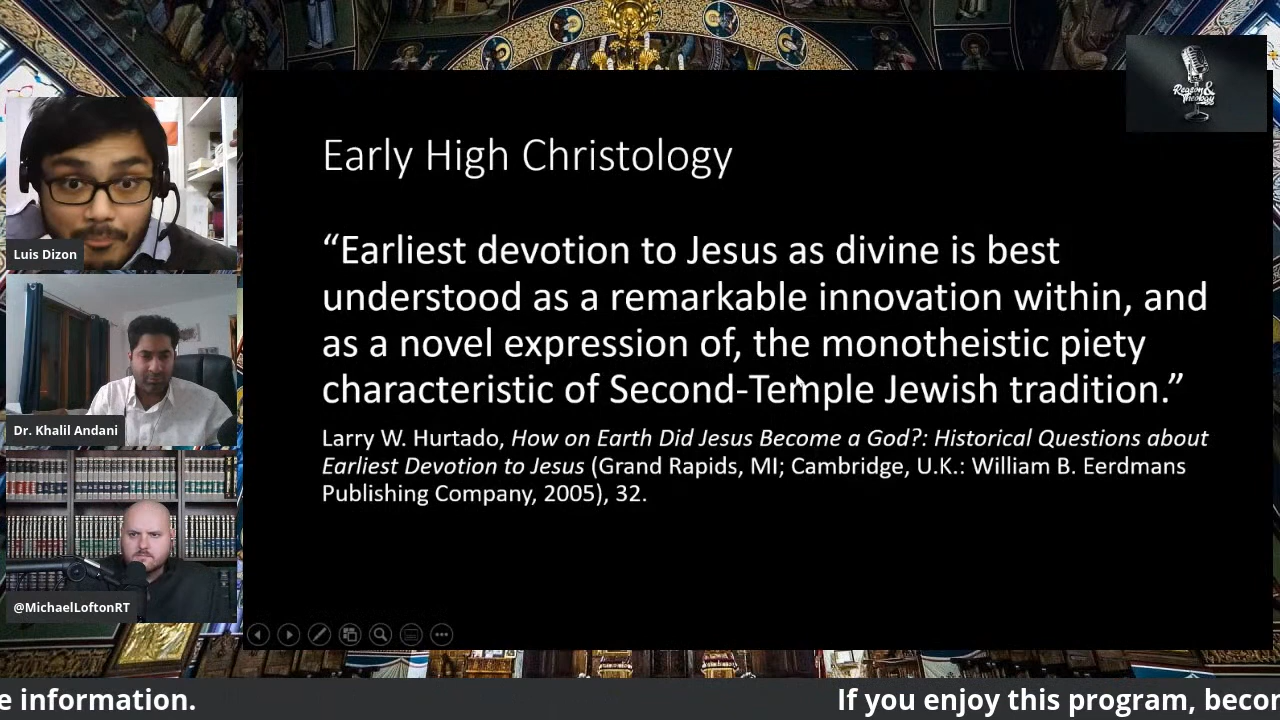 Early High Christology
“Earliest devotion to Jesus as divine is best
understood as a remarkable innovation within, and
as a novel expression of, the monotheistic piety
characteristic of Second-Temple Jewish tradition.”
Larry W. Hurtado, How on Earth Did Jesus Become a God?: Historical Questions about
Earliest Devotion to Jesus (Grand Rapids, MI; Cambridge, U.K.: William B. Eerdmans
Publishing Company, 2005), 32.
Reason &
Theology
Luis Dizon
Dr. Khalil Andani
@MichaelLoftonRT
e information.
If you enjoy this program, becor